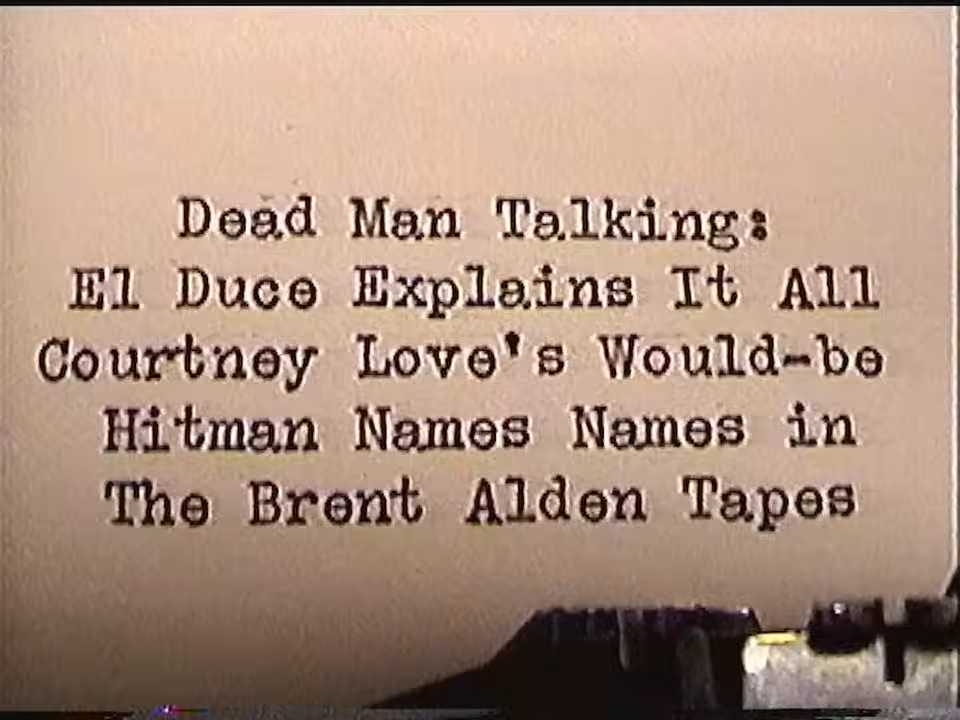 Dead Man Talking:
El Duce Explains It All
Courtney Love's Would-be
Hitman Names Names in
The Brent Alden Tapes